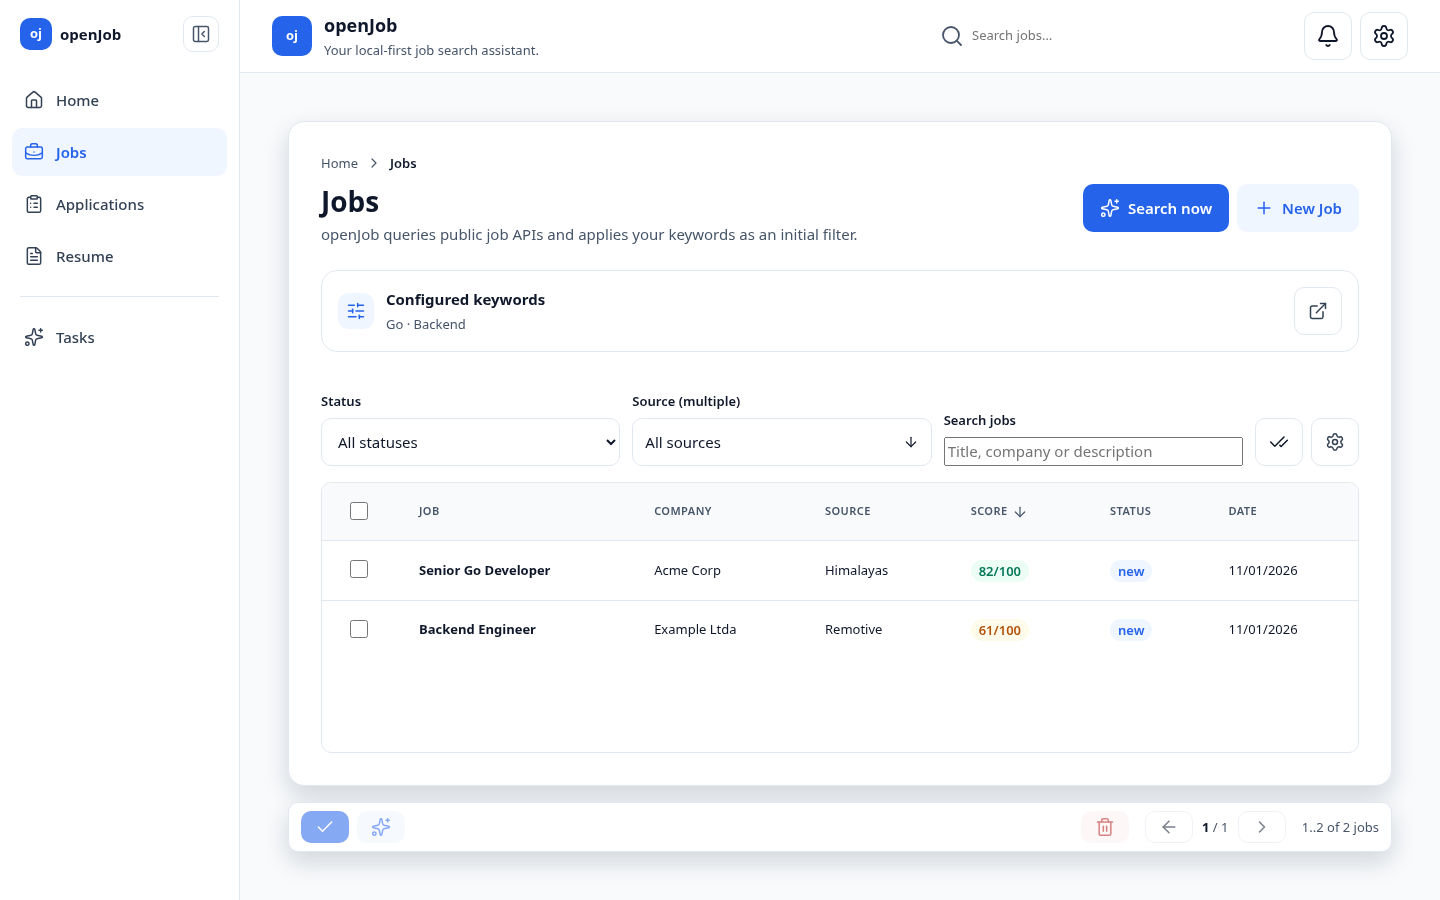 oj openJob
Home
Jobs
Applications
Resume
Tasks
oj
openJob
Your local-first job search assistant.
Search jobs...
Home > Jobs
Jobs
openJob queries public job APIs and applies your keywords as an initial filter.
Search now
New Job
Configured keywords
Go · Backend
Status
All statuses
Source (multiple)
All sources
Search jobs
Title, company or description
JOB COMPANY SOURCE SCORE STATUS DATE
Senior Go Developer Acme Corp Himalayas 82/100 new 11/01/2026
Backend Engineer Example Ltda Remotive 61/100 new 11/01/2026
1 / 1
1..2 of 2 jobs